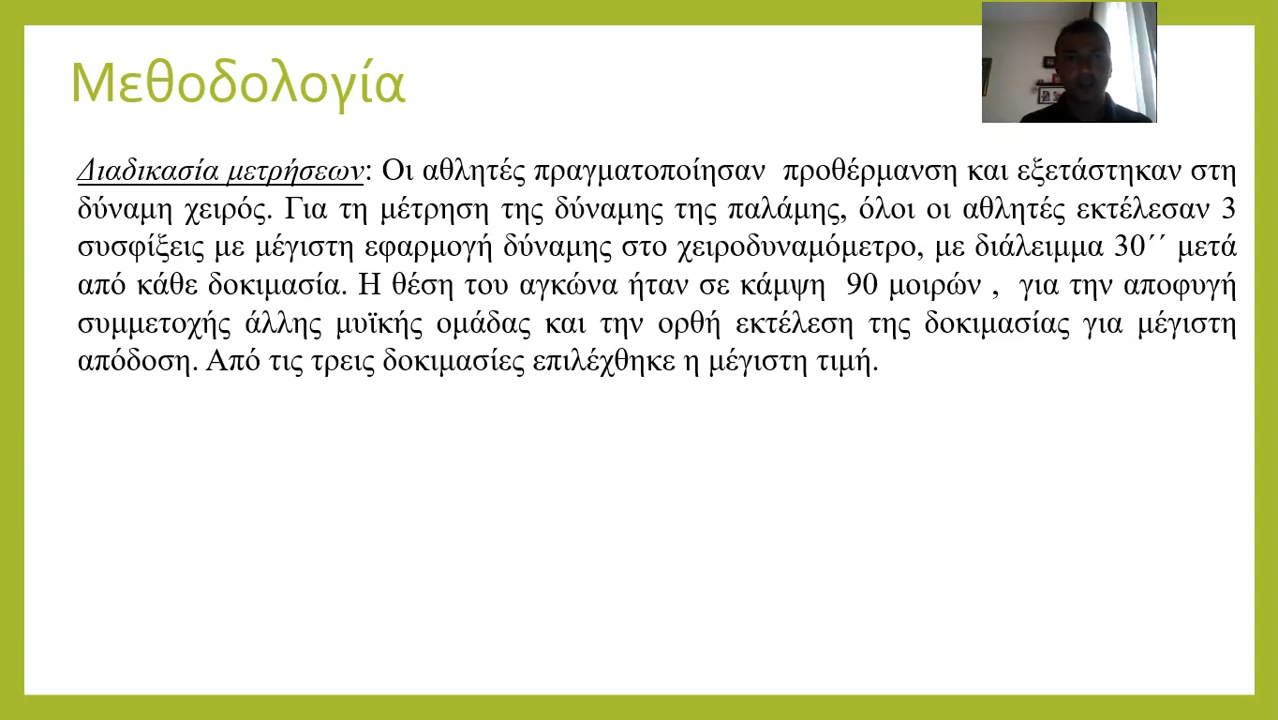 Μεθοδολογία
Διαδικασία μετρήσεων: Οι αθλητές πραγματοποίησαν προθέρμανση και εξετάστηκαν στη
δύναμη χειρός. Για τη μέτρηση της δύναμης της παλάμης, όλοι οι αθλητές εκτέλεσαν 3
συσφίξεις με μέγιστη εφαρμογή δύναμης στο χειροδυναμόμετρο, με διάλειμμα 30΄΄ μετά
από κάθε δοκιμασία. Η θέση του αγκώνα ήταν σε κάμψη 90 μοιρών , για την αποφυγή
συμμετοχής άλλης μυϊκής ομάδας και την ορθή εκτέλεση της δοκιμασίας για μέγιστη
απόδοση. Από τις τρεις δοκιμασίες επιλέχθηκε η μέγιστη τιμή.